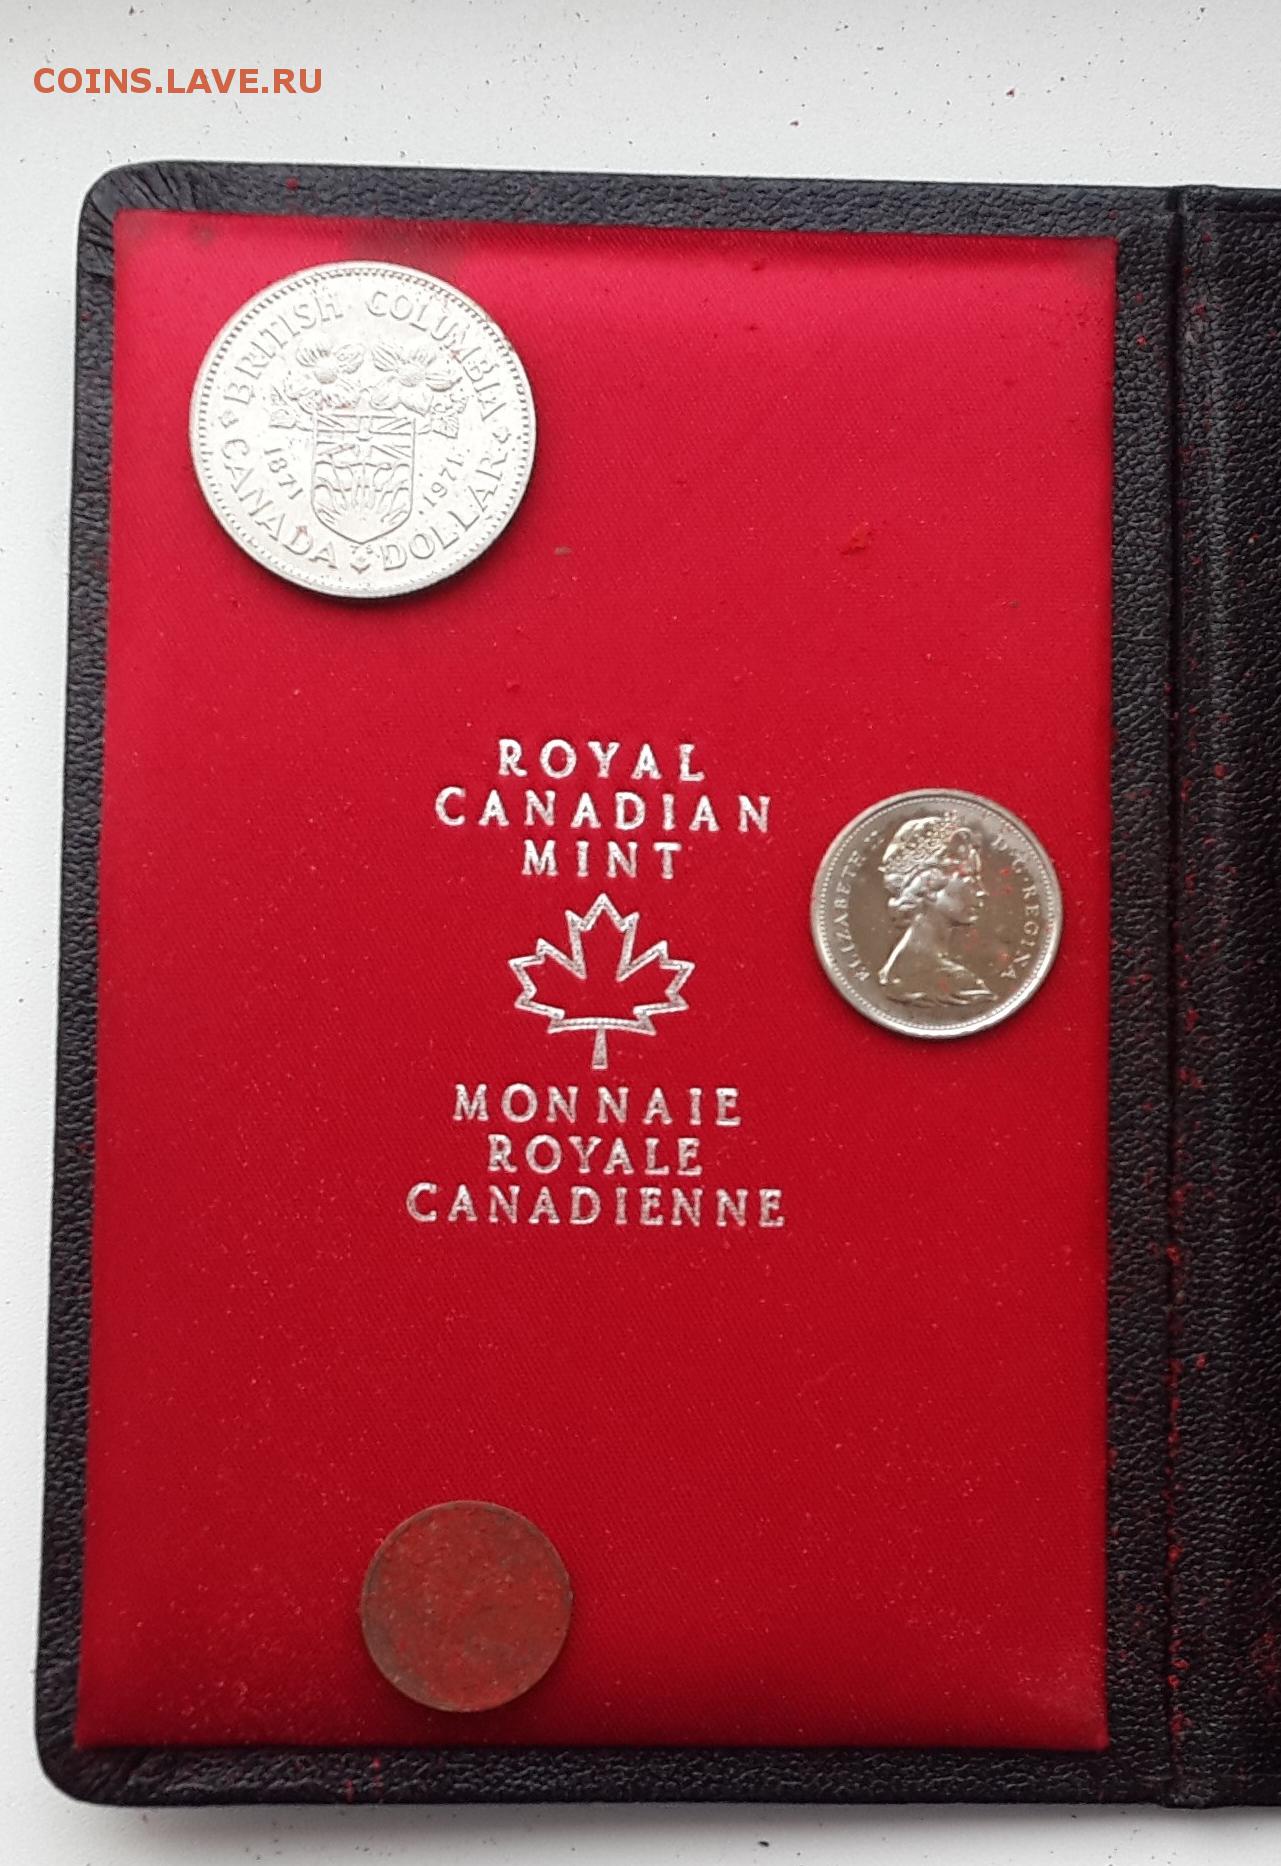 COINS.LAVE.RU
BRITISH COLUMBIA
1871 1971
CANADA DOLLAR
ROYAL
CANADIAN
MINT
ELIZABETH II D·G·REGINA
MONNAIE
ROYALE
CANADIENNE